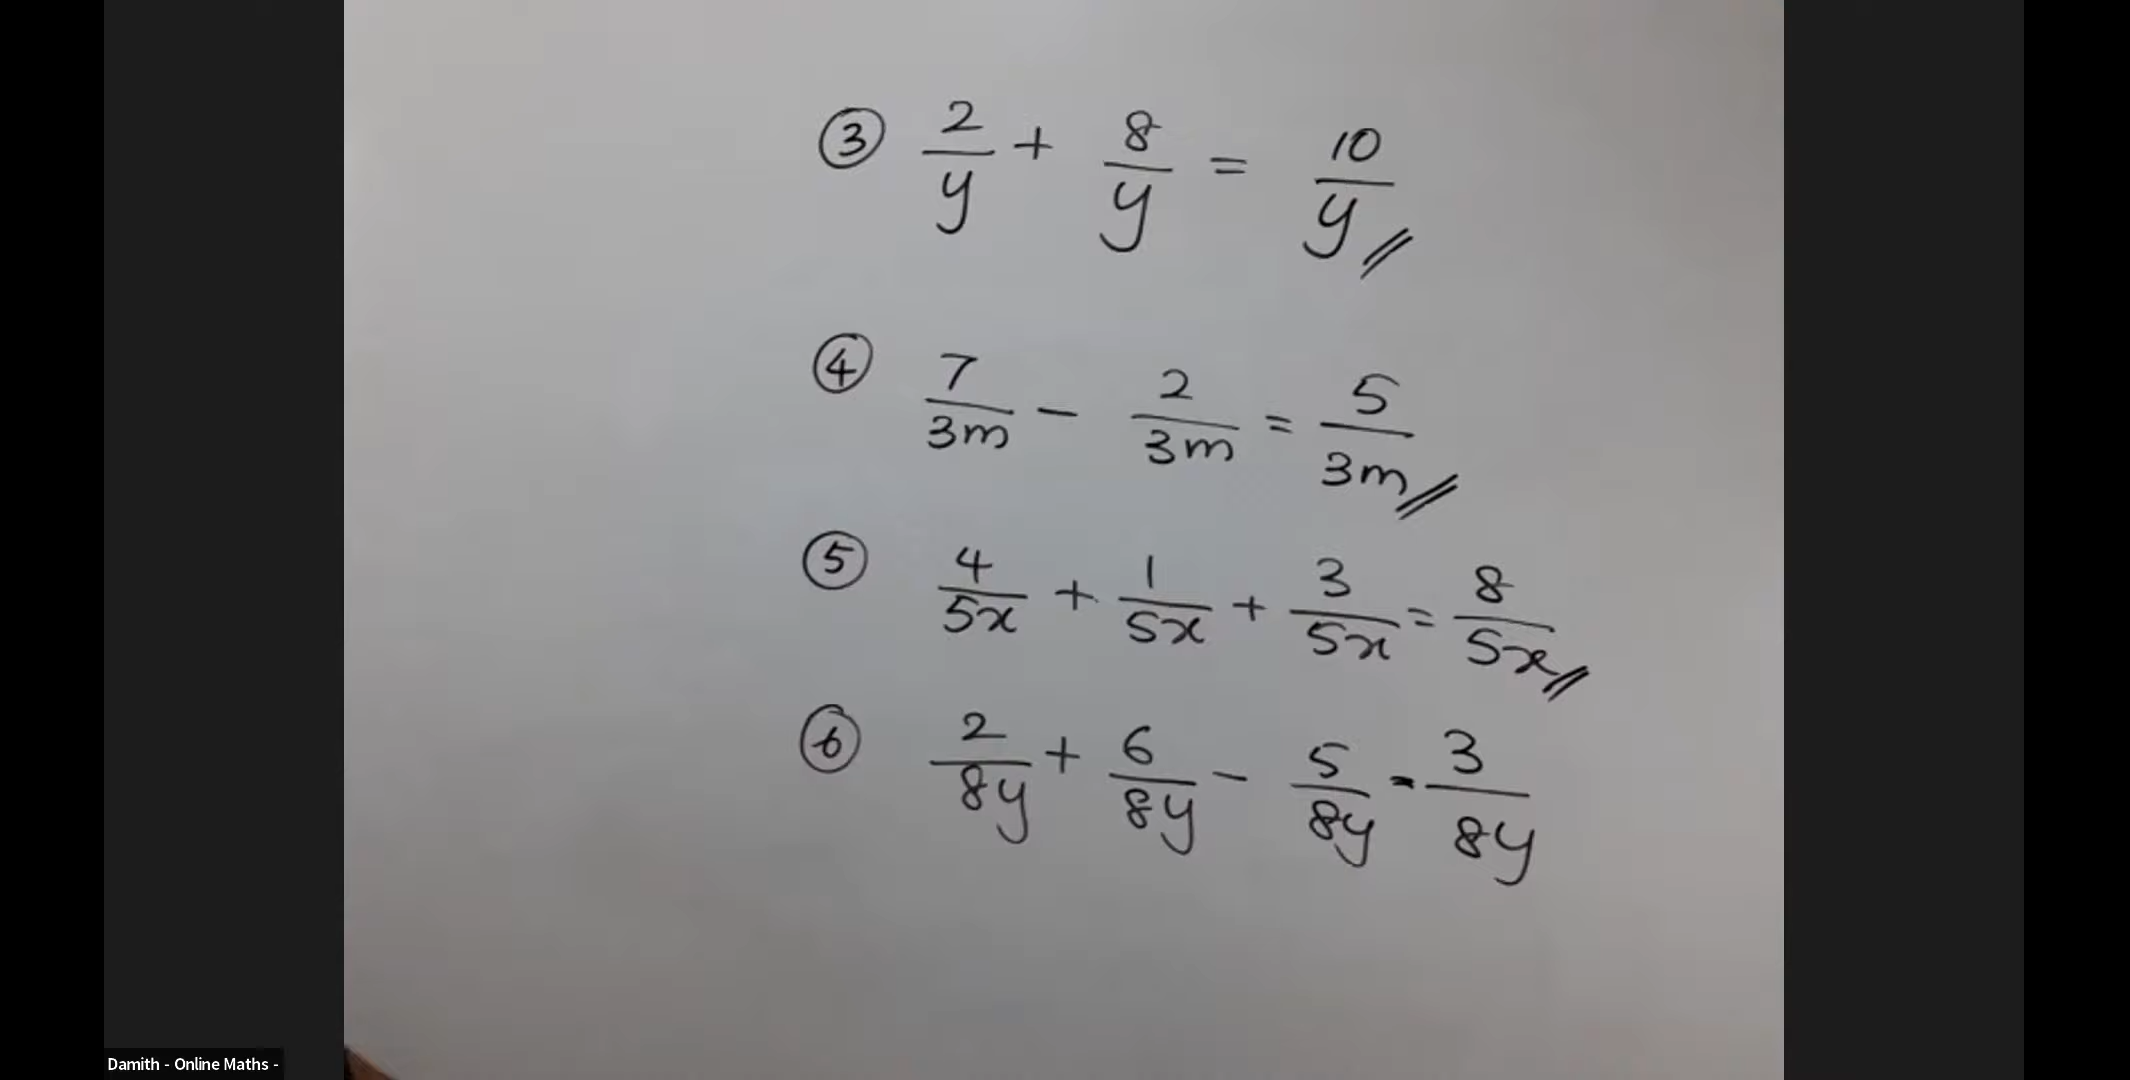 ③ 2/y + 8/y = 10/y
④ 7/3m - 2/3m = 5/3m
⑤ 4/5x + 1/5x + 3/5x = 8/5x
⑥ 2/8y + 6/8y - 5/8y = 3/8y
Damith - Online Maths -